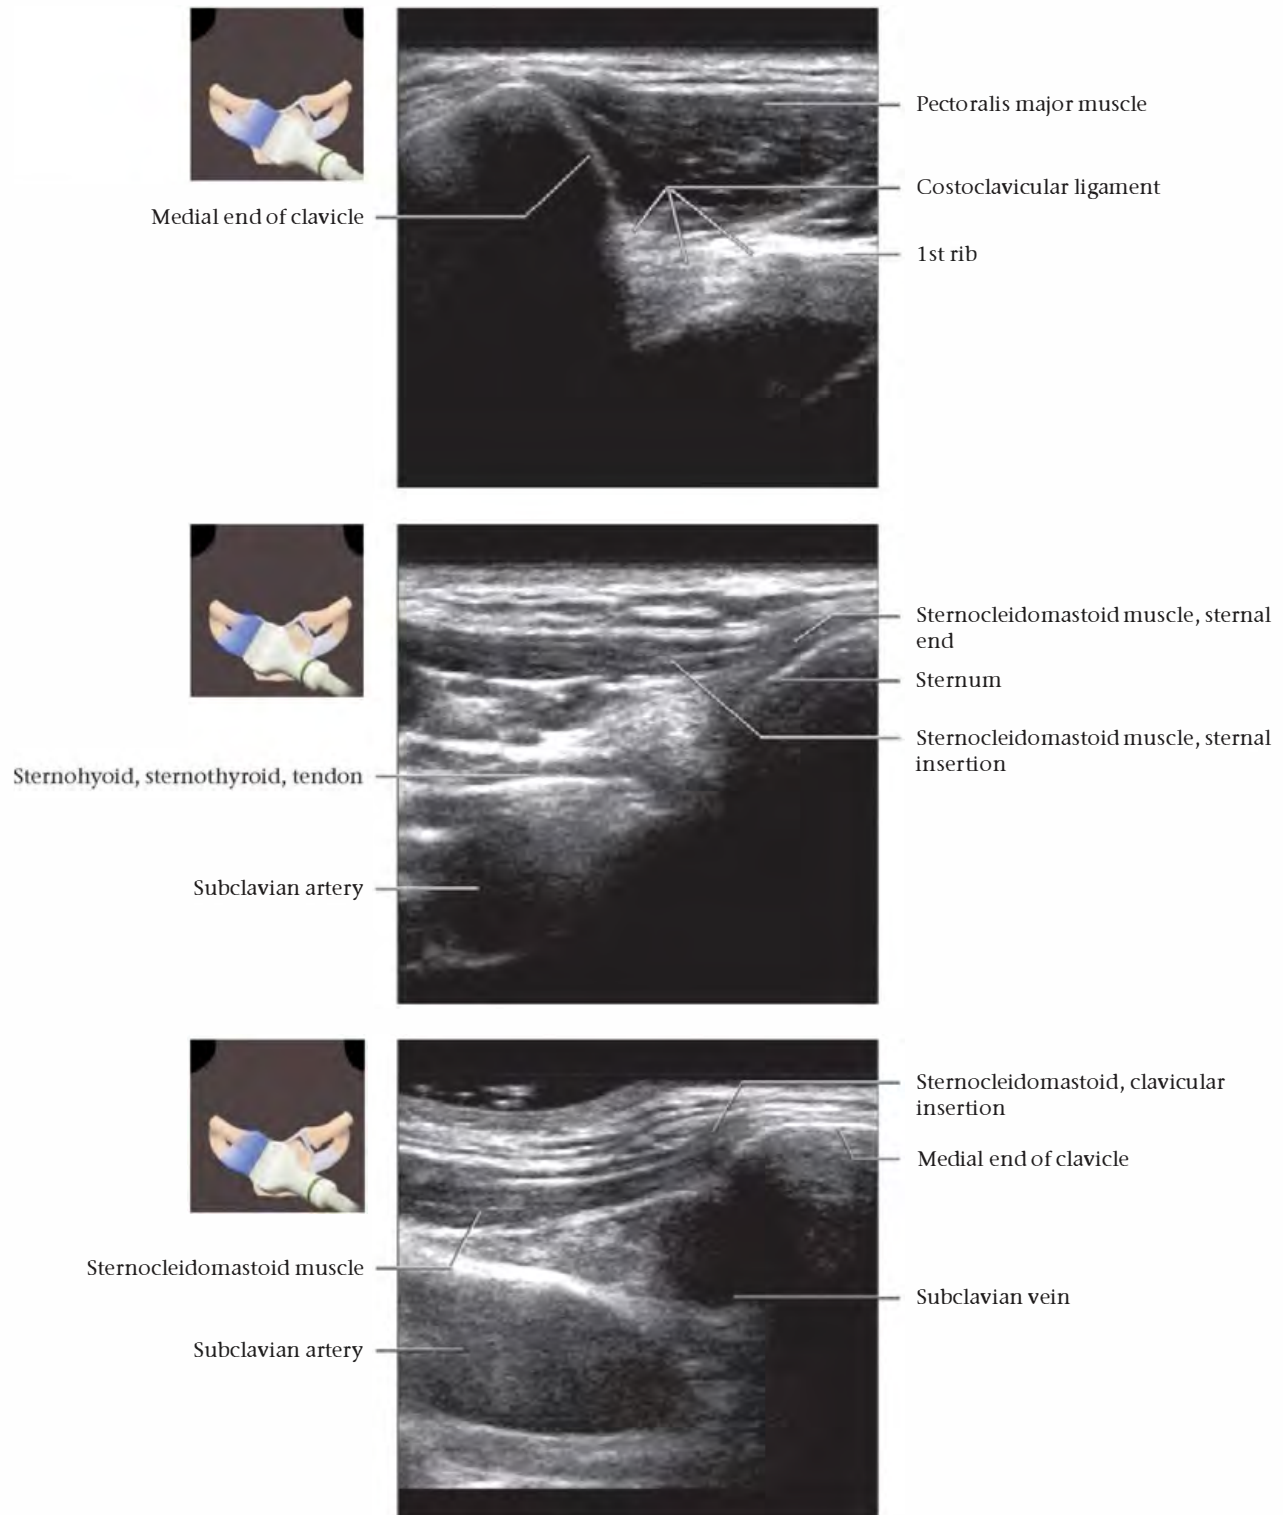 Pectoralis major muscle
Costoclavicular ligament
Medial end of clavicle
1st rib
Sternocleidomastoid muscle, sternal
end
Sternum
Sternocleidomastoid muscle, sternal
insertion
Sternohyoid, sternothyroid, tendon
Subclavian artery
Sternocleidomastoid, clavicular
insertion
Medial end of clavicle
Sternocleidomastoid muscle
Subclavian vein
Subclavian artery